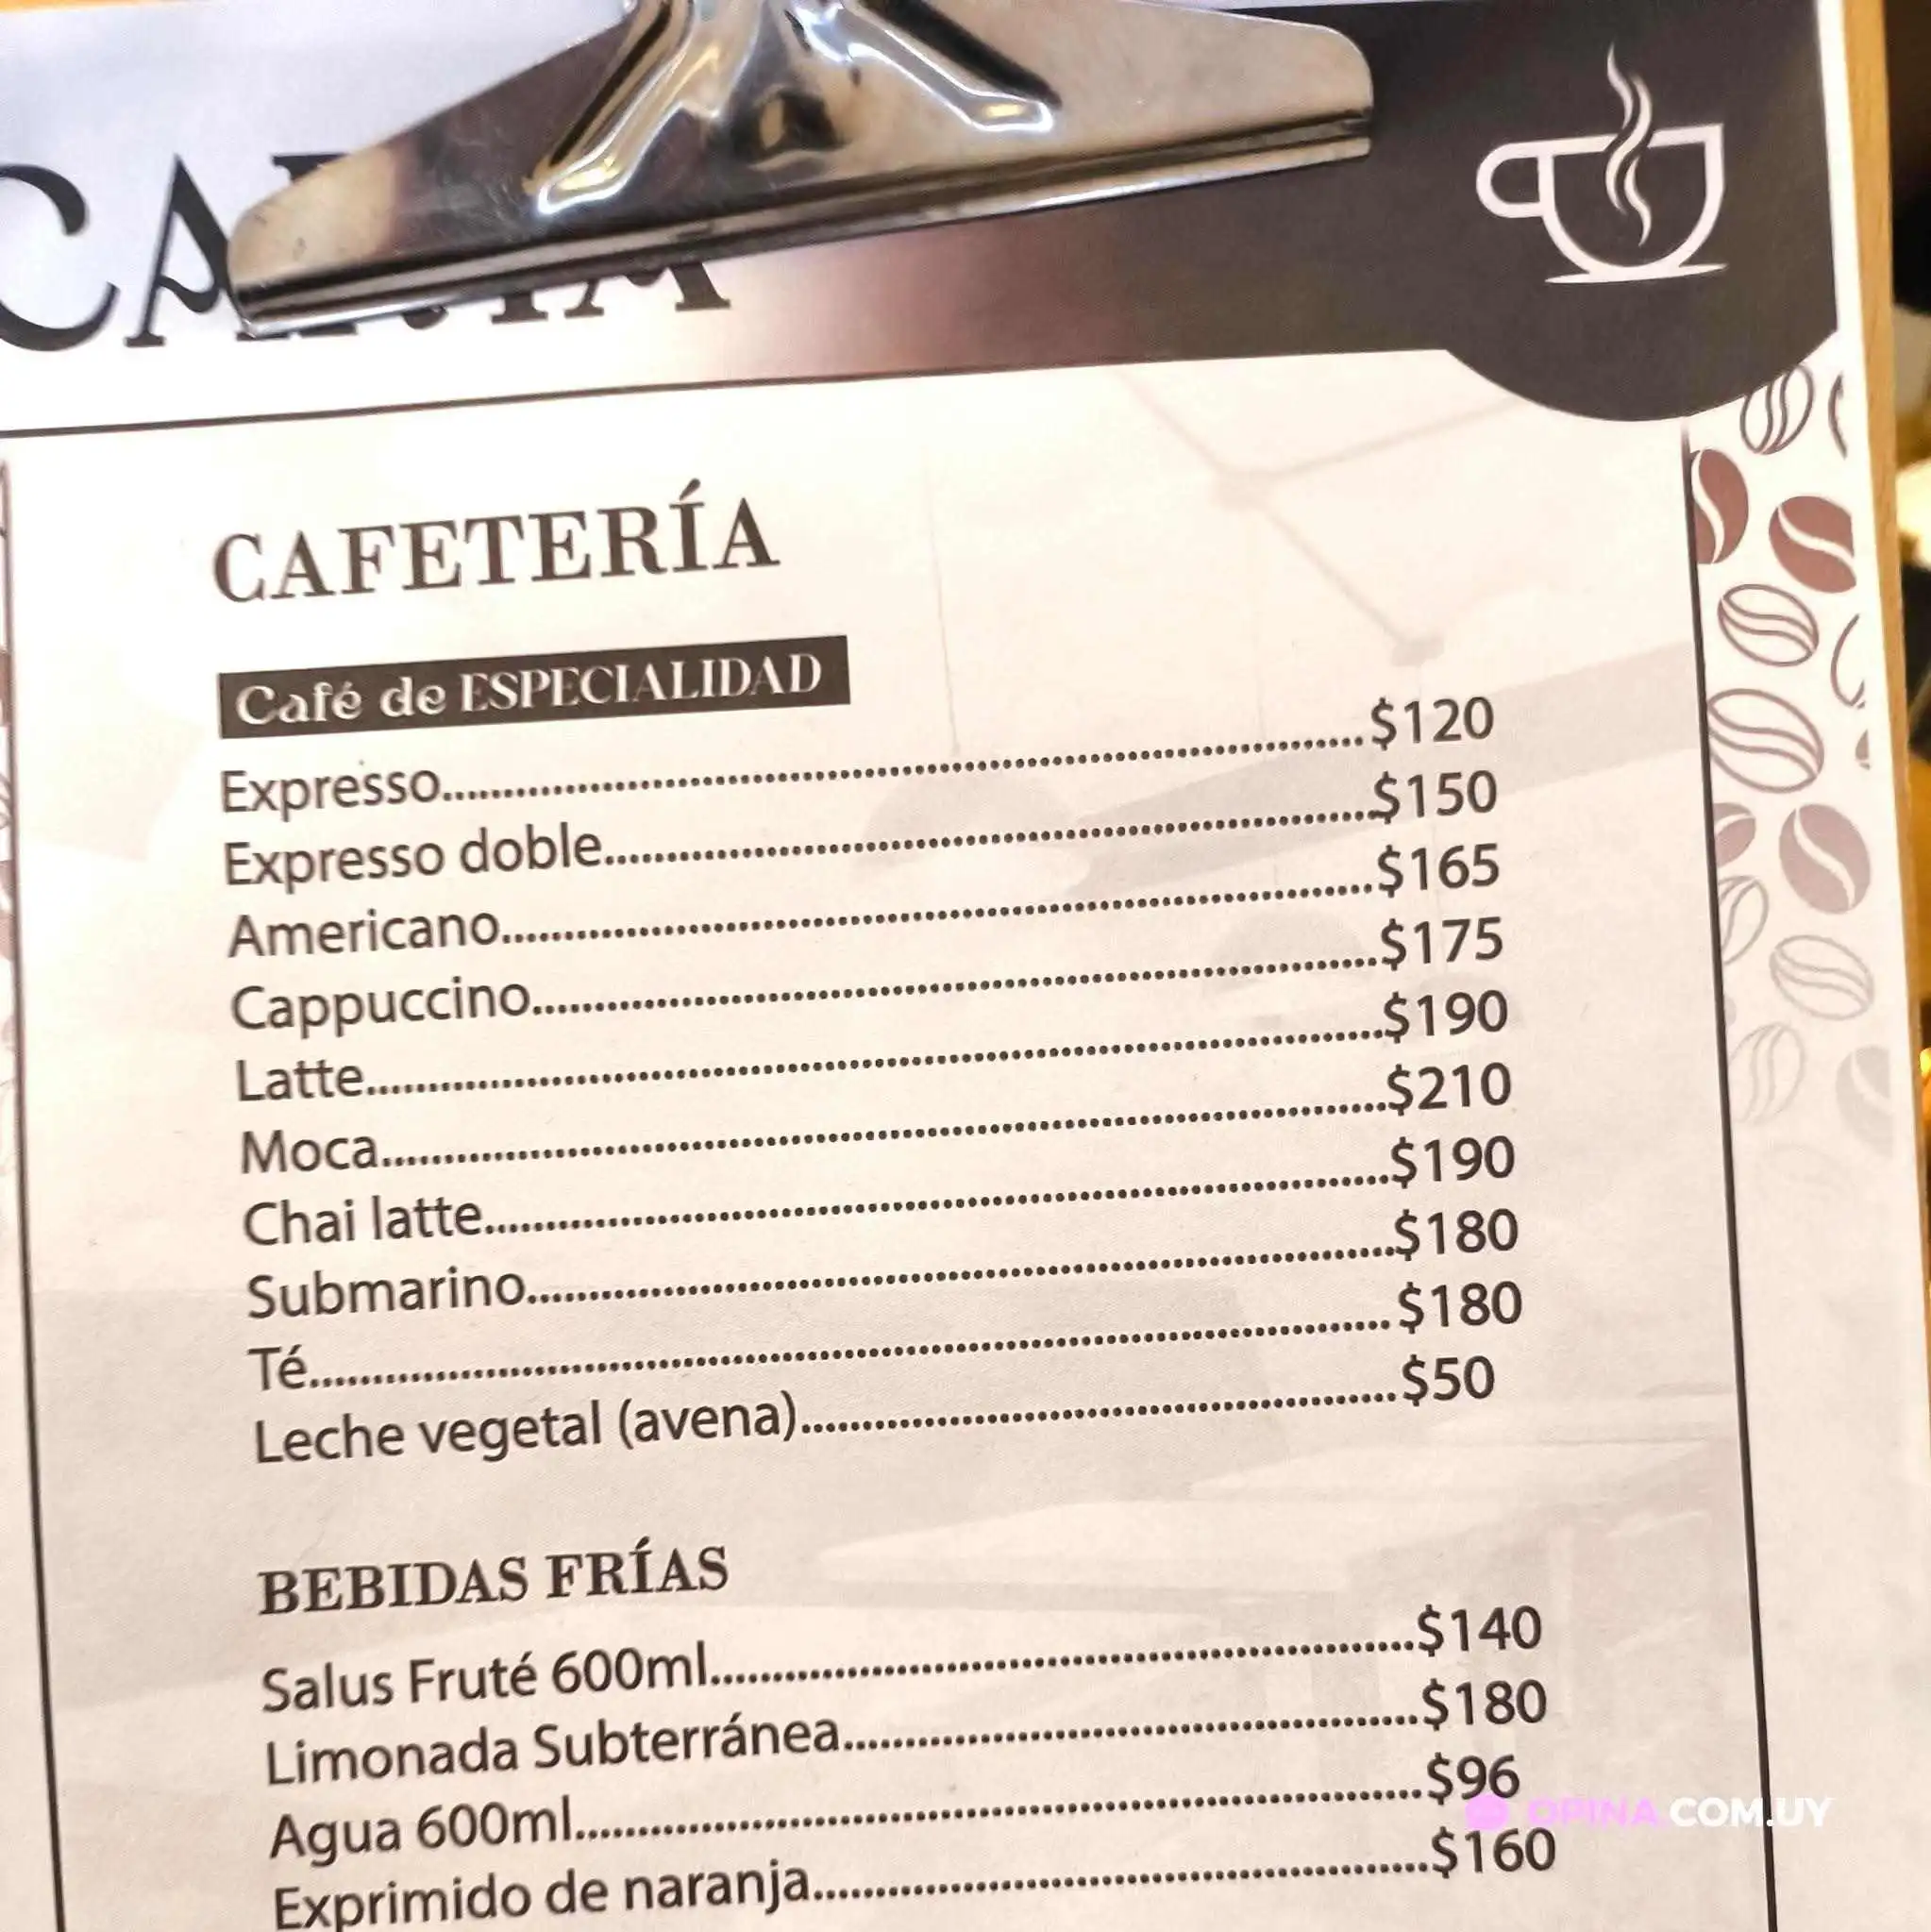 CAFETERÍA
Café de ESPECIALIDAD
Expresso....................$120
Expresso doble....................$150
Americano....................$165
Cappuccino....................$175
Latte....................$190
Moca....................$210
Chai latte....................$190
Submarino....................$180
Té....................$180
Leche vegetal (avena)....................$50
BEBIDAS FRÍAS
Salus Fruté 600ml....................$140
Limonada Subterránea....................$180
Agua 600ml....................$96
OPINA.COM.UY
Exprimido de naranja....................$160